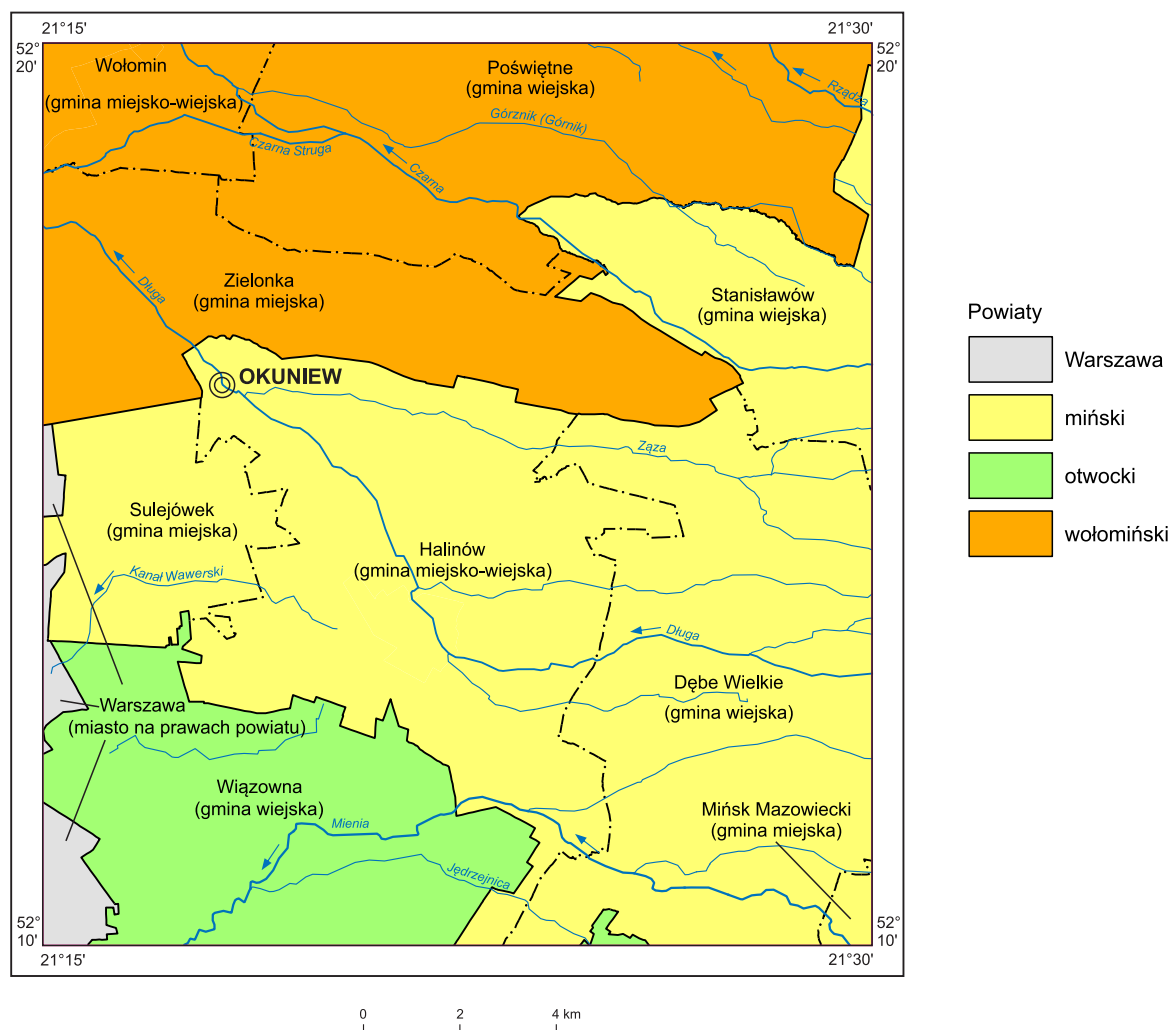 21°15'
21°30'
52°
20'
52°
20'
Wołomin
(gmina miejsko-wiejska)
Poświętne
(gmina wiejska)
Rządza
Górznik (Górnik)
Czarna Struga
Czarna
Długa
Zielonka
(gmina miejska)
Stanisławów
(gmina wiejska)
OKUNIEW
Ząza
Sulejówek
(gmina miejska)
Halinów
(gmina miejsko-wiejska)
Kanał Wawerski
Długa
Dębe Wielkie
(gmina wiejska)
Warszawa
(miasto na prawach powiatu)
Wiązowna
(gmina wiejska)
Mińsk Mazowiecki
(gmina miejska)
Mienia
Jędrzejnica
52°
10'
52°
10'
21°15'
21°30'
Powiaty
Warszawa
miński
otwocki
wołomiński
0 2 4 km